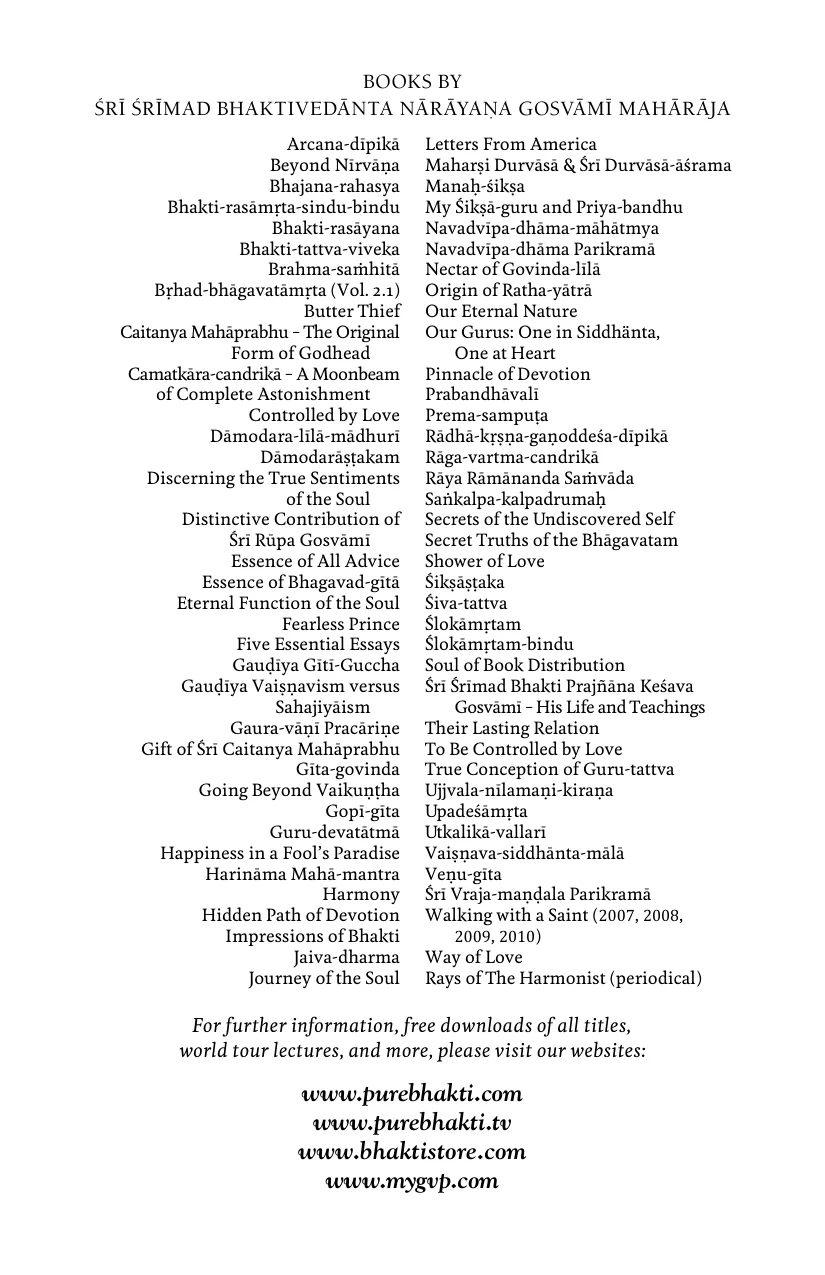 BOOKS BY
ŚRĪ ŚRĪMAD BHAKTIVEDĀNTA NĀRĀYAṆA GOSVĀMĪ MAHĀRĀJA
Arcana-dīpikā
Beyond Nīrvāṇa
Bhajana-rahasya
Bhakti-rasāmṛta-sindu-bindu
Bhakti-rasāyana
Bhakti-tattva-viveka
Brahma-saṁhitā
Bṛhad-bhāgavatāmṛta (Vol. 2.1)
Butter Thief
Caitanya Mahāprabhu – The Original
Form of Godhead
Camatkāra-candrikā – A Moonbeam
of Complete Astonishment
Controlled by Love
Dāmodara-līlā-mādhurī
Dāmodarāṣṭakam
Discerning the True Sentiments
of the Soul
Distinctive Contribution of
Śrī Rūpa Gosvāmī
Essence of All Advice
Essence of Bhagavad-gītā
Eternal Function of the Soul
Fearless Prince
Five Essential Essays
Gauḍīya Gītī-Guccha
Gauḍīya Vaiṣṇavism versus
Sahajiyāism
Gaura-vāṇī Pracāriṇe
Gift of Śrī Caitanya Mahāprabhu
Gīta-govinda
Going Beyond Vaikuṇṭha
Gopī-gīta
Guru-devatātmā
Happiness in a Fool's Paradise
Harināma Mahā-mantra
Harmony
Hidden Path of Devotion
Impressions of Bhakti
Jaiva-dharma
Journey of the Soul
Letters From America
Maharṣi Durvāsā & Śrī Durvāsā-āśrama
Manaḥ-śikṣa
My Śikṣā-guru and Priya-bandhu
Navadvīpa-dhāma-māhātmya
Navadvīpa-dhāma Parikramā
Nectar of Govinda-līlā
Origin of Ratha-yātrā
Our Eternal Nature
Our Gurus: One in Siddhänta,
One at Heart
Pinnacle of Devotion
Prabandhāvalī
Prema-sampuṭa
Rādhā-kṛṣṇa-gaṇoddeśa-dīpikā
Rāga-vartma-candrikā
Rāya Rāmānanda Saṁvāda
Saṅkalpa-kalpadrumaḥ
Secrets of the Undiscovered Self
Secret Truths of the Bhāgavatam
Shower of Love
Śikṣāṣṭaka
Śiva-tattva
Ślokāmṛtam
Ślokāmṛtam-bindu
Soul of Book Distribution
Śrī Śrīmad Bhakti Prajñāna Keśava
Gosvāmī – His Life and Teachings
Their Lasting Relation
To Be Controlled by Love
True Conception of Guru-tattva
Ujjvala-nīlamaṇi-kiraṇa
Upadeśāmṛta
Utkalikā-vallarī
Vaiṣṇava-siddhānta-mālā
Veṇu-gīta
Śrī Vraja-maṇḍala Parikramā
Walking with a Saint (2007, 2008,
2009, 2010)
Way of Love
Rays of The Harmonist (periodical)
For further information, free downloads of all titles,
world tour lectures, and more, please visit our websites:
www.purebhakti.com
www.purebhakti.tv
www.bhaktistore.com
www.mygvp.com